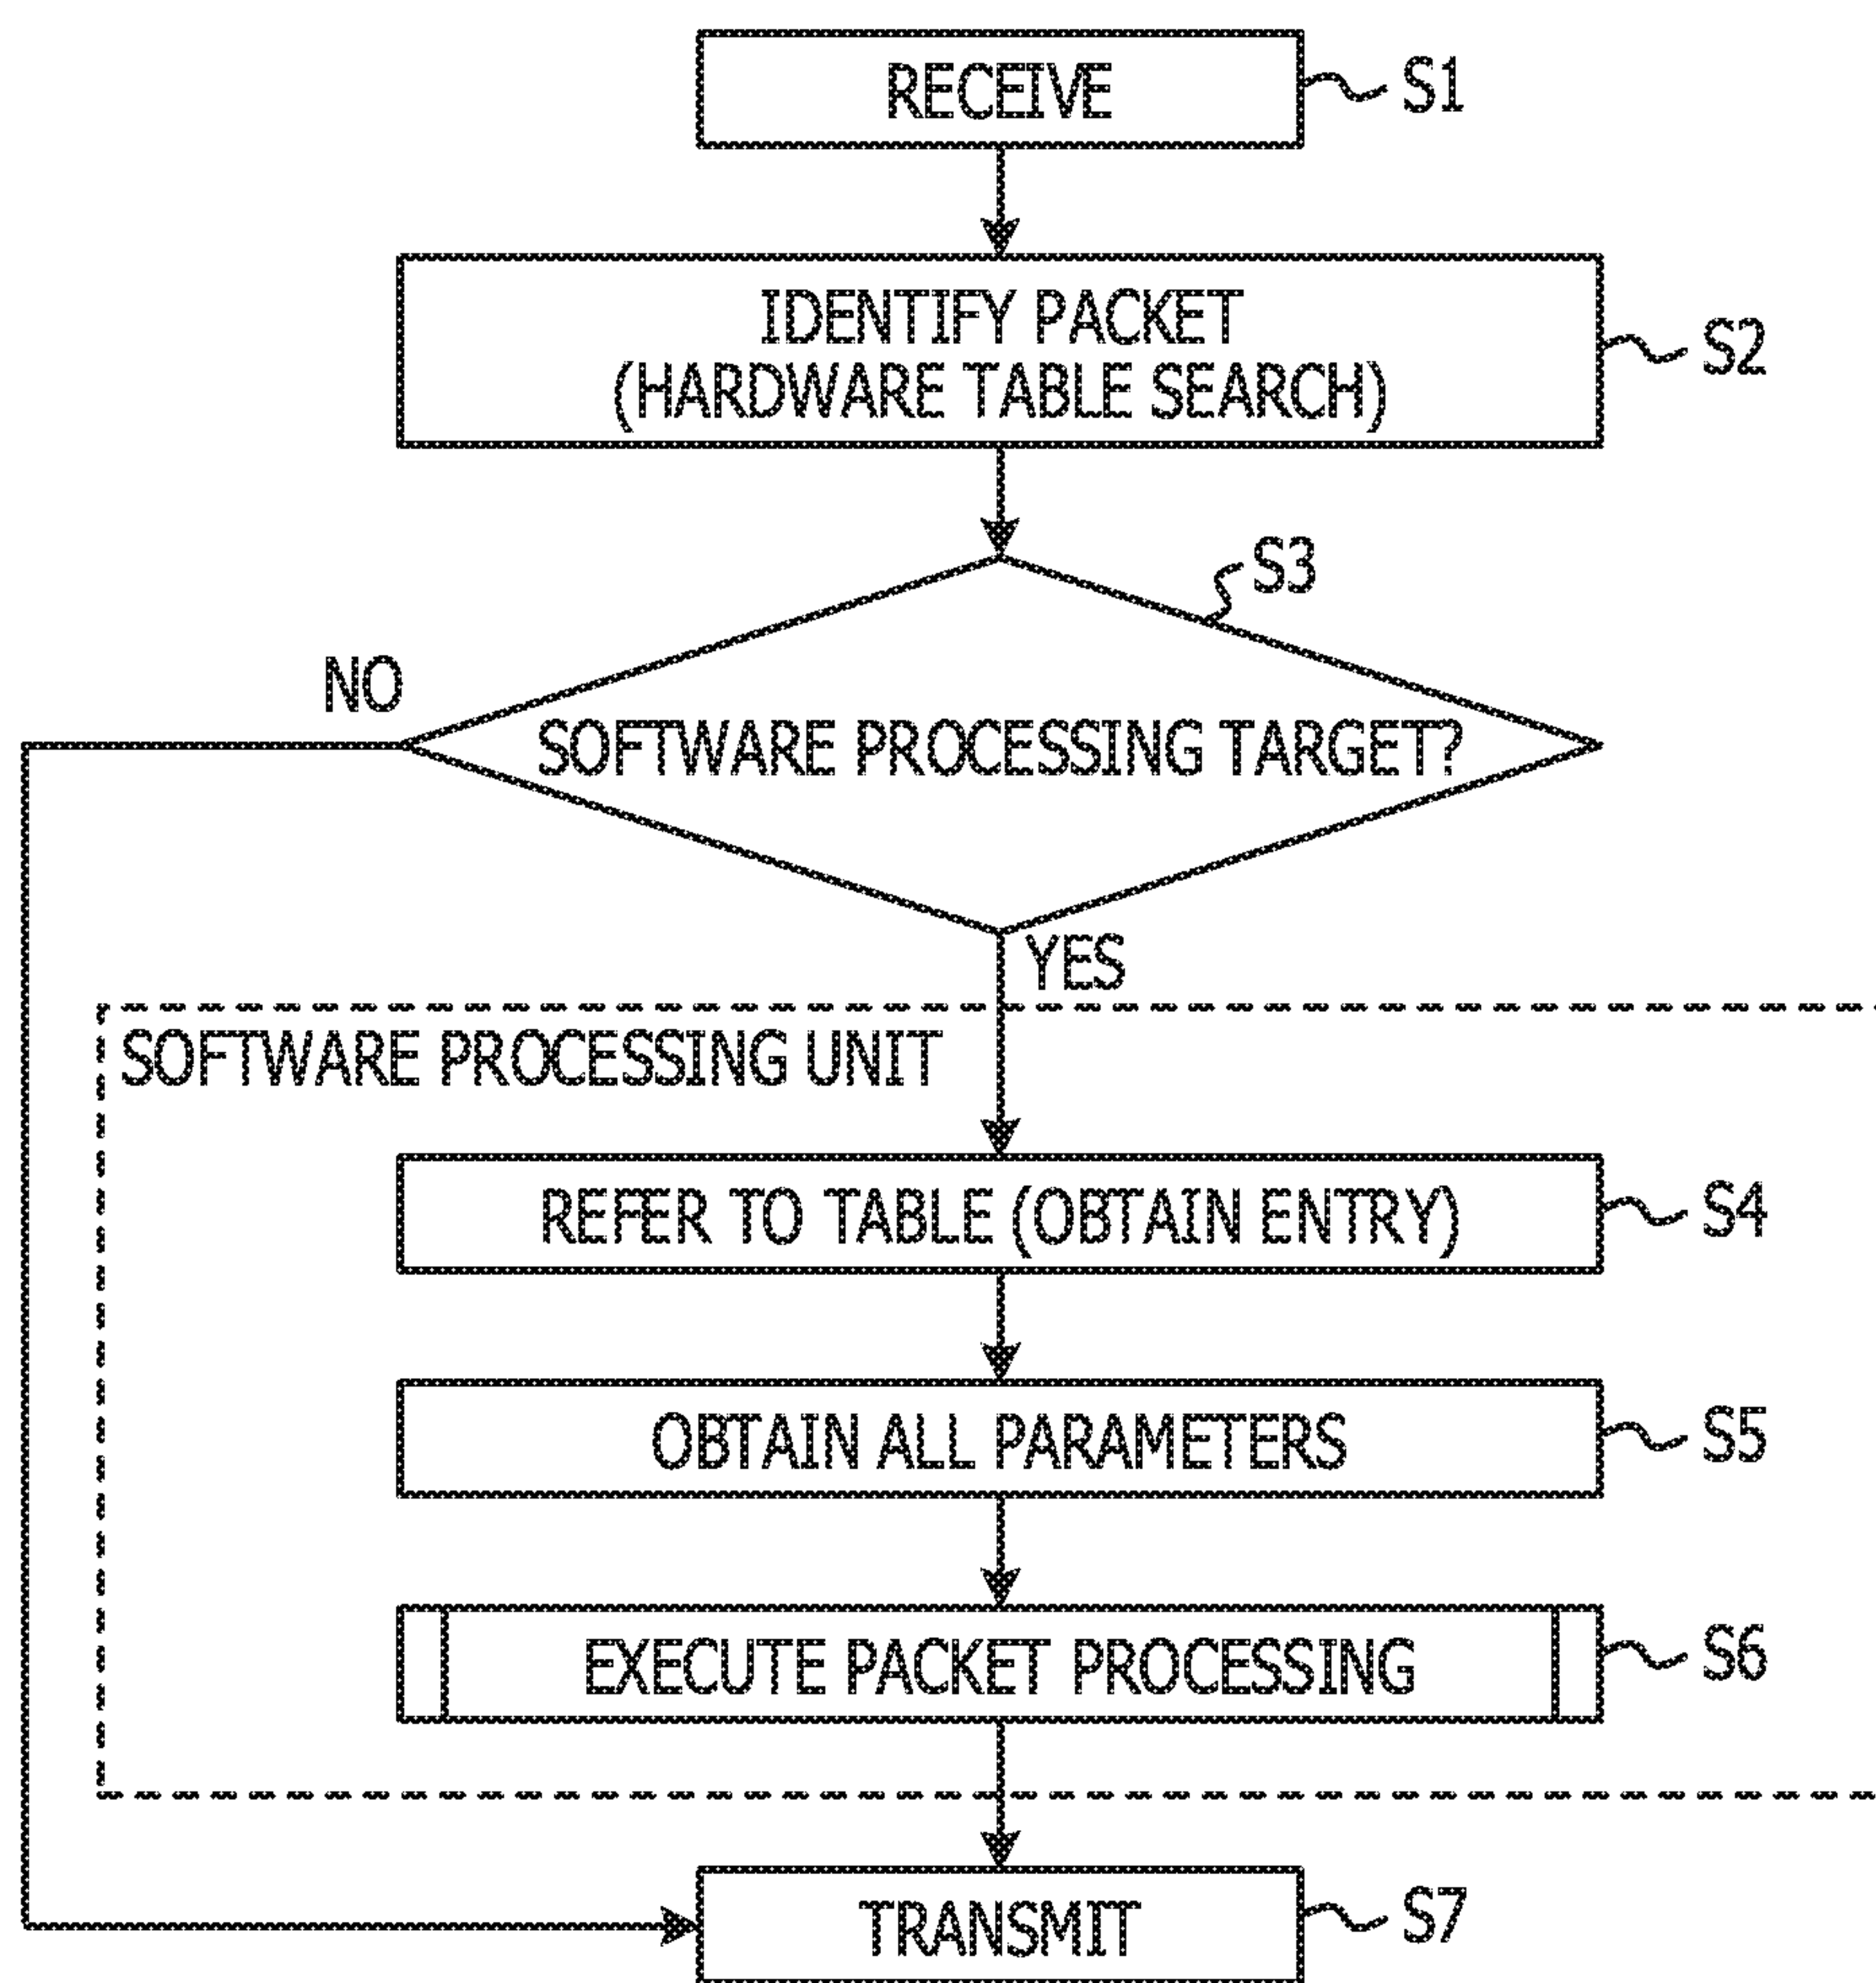 RECEIVE
S1
IDENTIFY PACKET
(HARDWARE TABLE SEARCH)
S2
S3
NO
SOFTWARE PROCESSING TARGET?
YES
SOFTWARE PROCESSING UNIT
REFER TO TABLE (OBTAIN ENTRY)
S4
OBTAIN ALL PARAMETERS
S5
EXECUTE PACKET PROCESSING
S6
TRANSMIT
S7